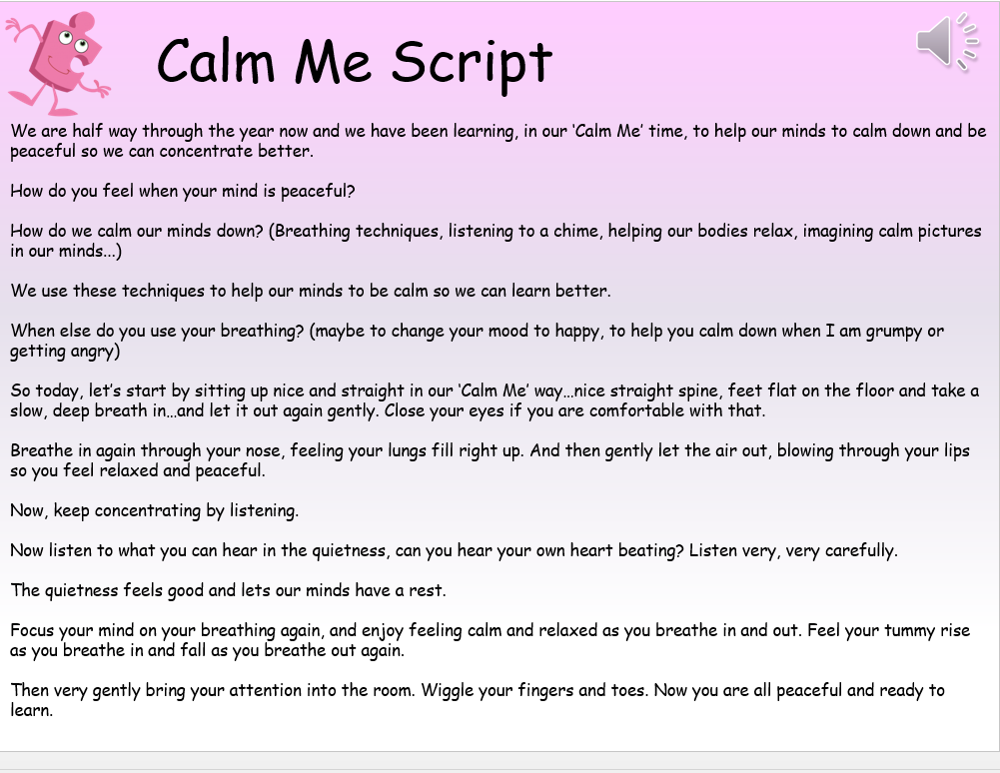 Calm Me Script
We are half way through the year now and we have been learning, in our ‘Calm Me’ time, to help our minds to calm down and be
peaceful so we can concentrate better.
How do you feel when your mind is peaceful?
How do we calm our minds down? (Breathing techniques, listening to a chime, helping our bodies relax, imagining calm pictures
in our minds...)
We use these techniques to help our minds to be calm so we can learn better.
When else do you use your breathing? (maybe to change your mood to happy, to help you calm down when I am grumpy or
getting angry)
So today, let’s start by sitting up nice and straight in our ‘Calm Me’ way…nice straight spine, feet flat on the floor and take a
slow, deep breath in…and let it out again gently. Close your eyes if you are comfortable with that.
Breathe in again through your nose, feeling your lungs fill right up. And then gently let the air out, blowing through your lips
so you feel relaxed and peaceful.
Now, keep concentrating by listening.
Now listen to what you can hear in the quietness, can you hear your own heart beating? Listen very, very carefully.
The quietness feels good and lets our minds have a rest.
Focus your mind on your breathing again, and enjoy feeling calm and relaxed as you breathe in and out. Feel your tummy rise
as you breathe in and fall as you breathe out again.
Then very gently bring your attention into the room. Wiggle your fingers and toes. Now you are all peaceful and ready to
learn.